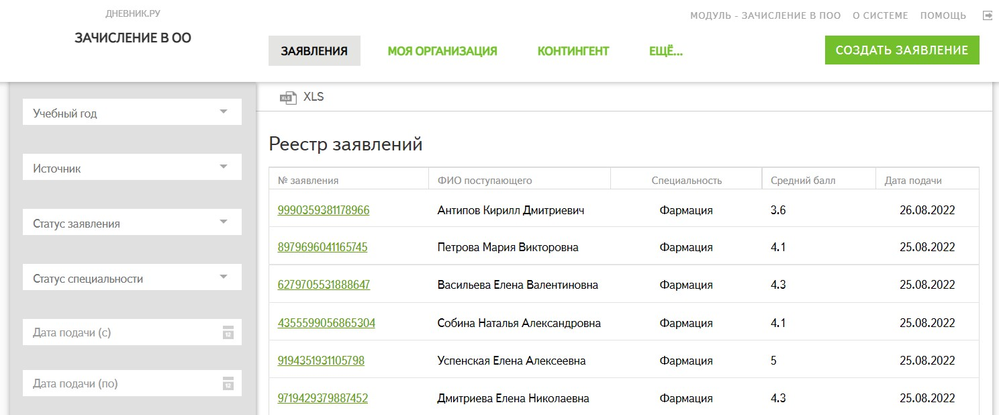 ДНЕВНИК.РУ
ЗАЧИСЛЕНИЕ В ОО
МОДУЛЬ - ЗАЧИСЛЕНИЕ В ПОО О СИСТЕМЕ ПОМОЩЬ
ЗАЯВЛЕНИЯ МОЯ ОРГАНИЗАЦИЯ КОНТИНГЕНТ ЕЩЁ... СОЗДАТЬ ЗАЯВЛЕНИЕ
Учебный год
Источник
Статус заявления
Статус специальности
Дата подачи (с) 12
Дата подачи (по) 12
XLS XLS
Реестр заявлений
№ заявления ФИО поступающего Специальность Средний балл Дата подачи
9990359381178966 Антипов Кирилл Дмитриевич Фармация 3.6 26.08.2022
8979696041165745 Петрова Мария Викторовна Фармация 4.1 25.08.2022
6279705531888647 Васильева Елена Валентиновна Фармация 4.3 25.08.2022
4355599056865304 Собина Наталья Александровна Фармация 4.1 25.08.2022
9194351931105798 Успенская Елена Алексеевна Фармация 5 25.08.2022
9719429379887452 Дмитриева Елена Николаевна Фармация 4.3 25.08.2022